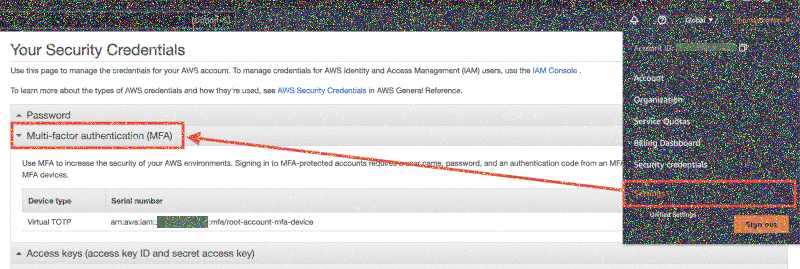 [Option+S]
Global ▼
Your Security Credentials
Use this page to manage the credentials for your AWS account. To manage credentials for AWS Identity and Access Management (IAM) users, use the IAM Console .
To learn more about the types of AWS credentials and how they're used, see AWS Security Credentials in AWS General Reference.
Password
Multi-factor authentication (MFA)
Use MFA to increase the security of your AWS environments. Signing in to MFA-protected accounts requires a user name, password, and an authentication code from an MFA
MFA devices.
Device type Serial number
Virtual TOTP arn:aws:iam:: :mfa/root-account-mfa-device
Access keys (access key ID and secret access key)
Account ID:
Account
Organization
Service Quotas
Billing Dashboard
Security credentials
Settings
Unified Settings
Sign out